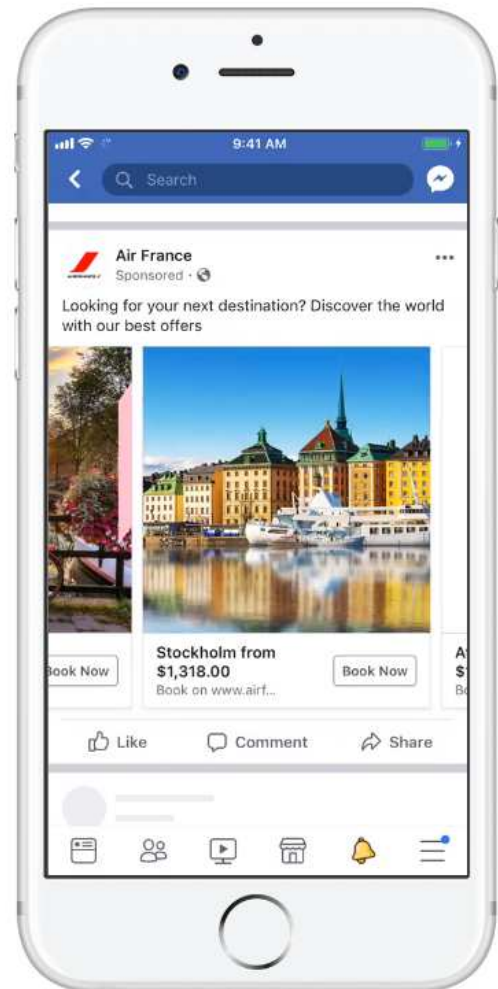 9:41 AM
Search
Air France
Sponsored
Looking for your next destination? Discover the world
with our best offers
Book Now
Stockholm from
$1,318.00
Book on www.airf...
Book Now
Like
Comment
Share